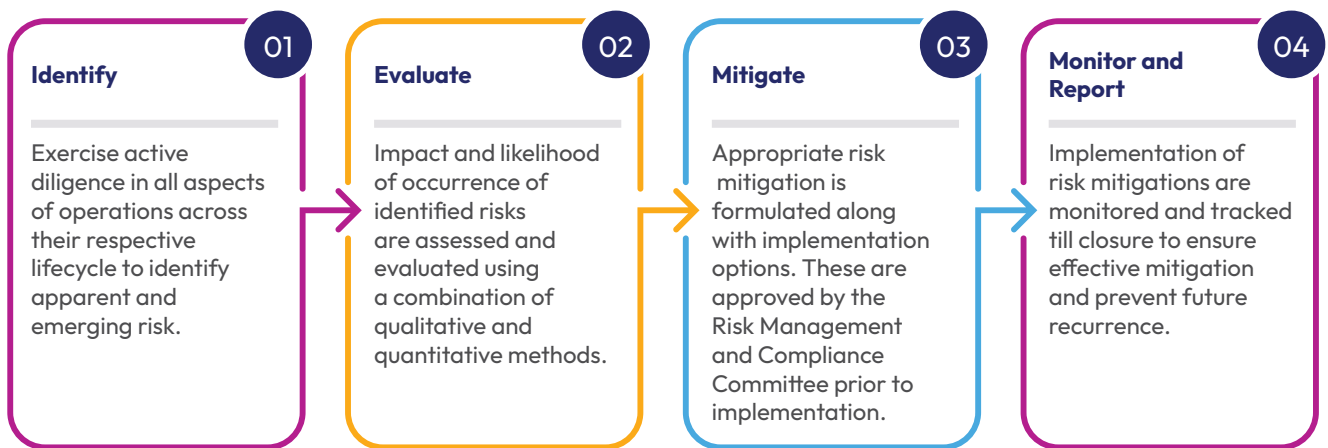 01
Identify
Exercise active
diligence in all aspects
of operations across
their respective
lifecycle to identify
apparent and
emerging risk.
02
Evaluate
Impact and likelihood
of occurrence of
identified risks
are assessed and
evaluated using
a combination of
qualitative and
quantitative methods.
03
Mitigate
Appropriate risk
mitigation is
formulated along
with implementation
options. These are
approved by the
Risk Management
and Compliance
Committee prior to
implementation.
04
Monitor and
Report
Implementation of
risk mitigations are
monitored and tracked
till closure to ensure
effective mitigation
and prevent future
recurrence.